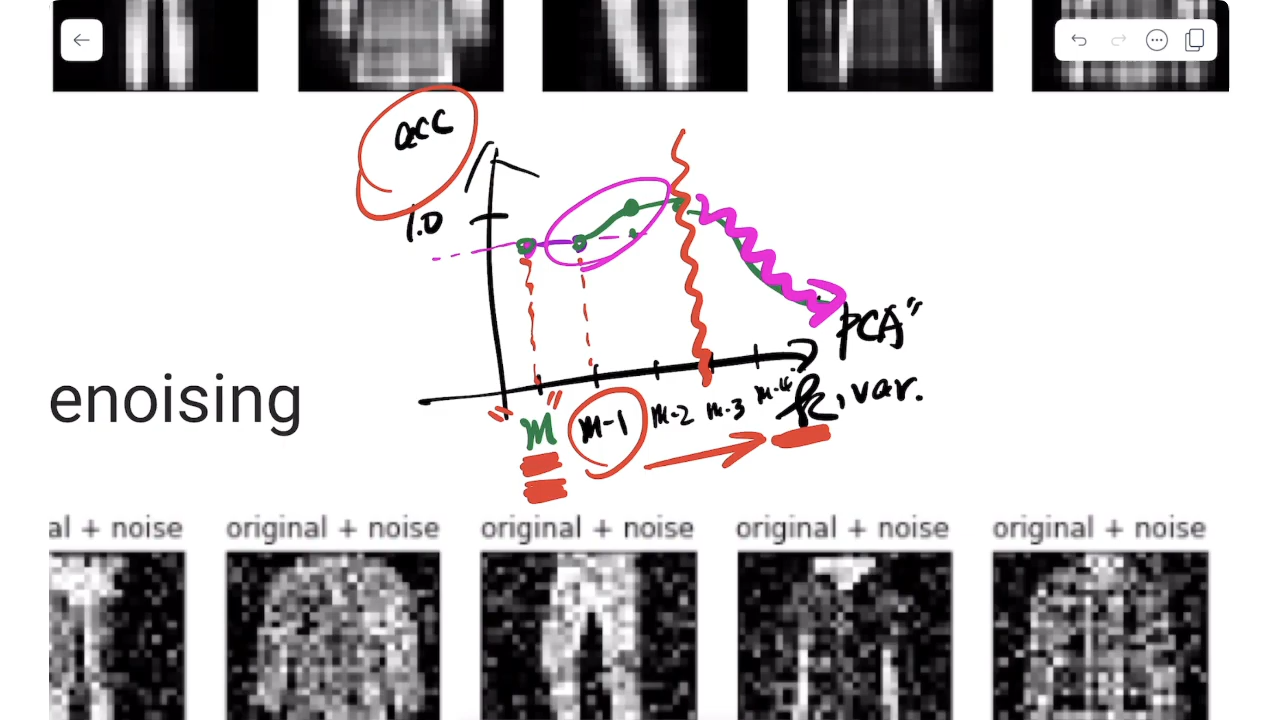 acc
1.0
PCA"
m" m-1 m-2 m-3 m-4 k, var.
enoising
al + noise original + noise original + noise original + noise original + noise